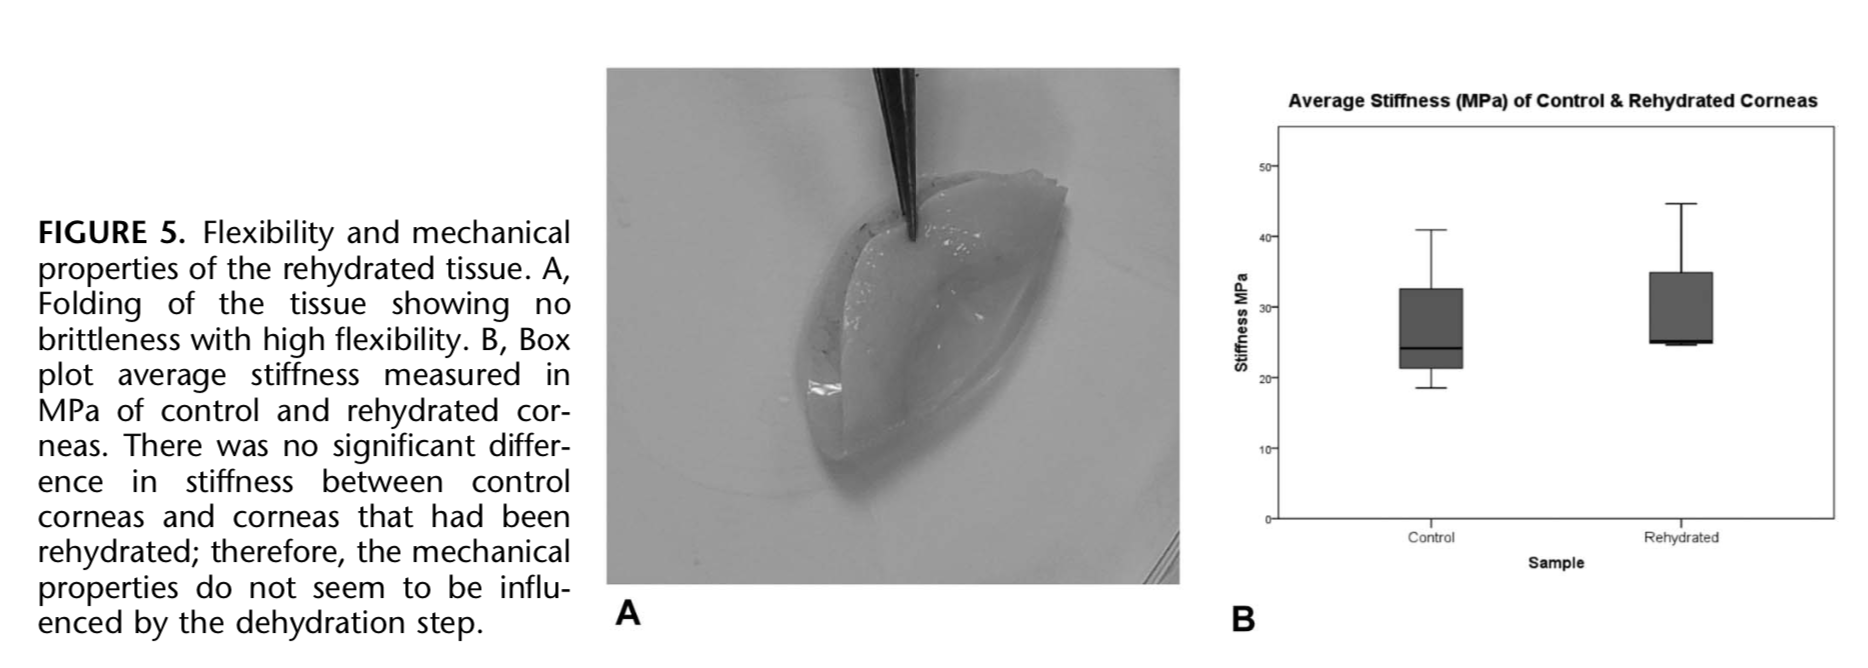 FIGURE 5. Flexibility and mechanical
properties of the rehydrated tissue. A,
Folding of the tissue showing no
brittleness with high flexibility. B, Box
plot average stiffness measured in
MPa of control and rehydrated cor-
neas. There was no significant differ-
ence in stiffness between control
corneas and corneas that had been
rehydrated; therefore, the mechanical
properties do not seem to be influ-
enced by the dehydration step.
A
Average Stiffness (MPa) of Control & Rehydrated Corneas
Stiffness MPa
50
40
30
20
10
0
Control Rehydrated
Sample
B